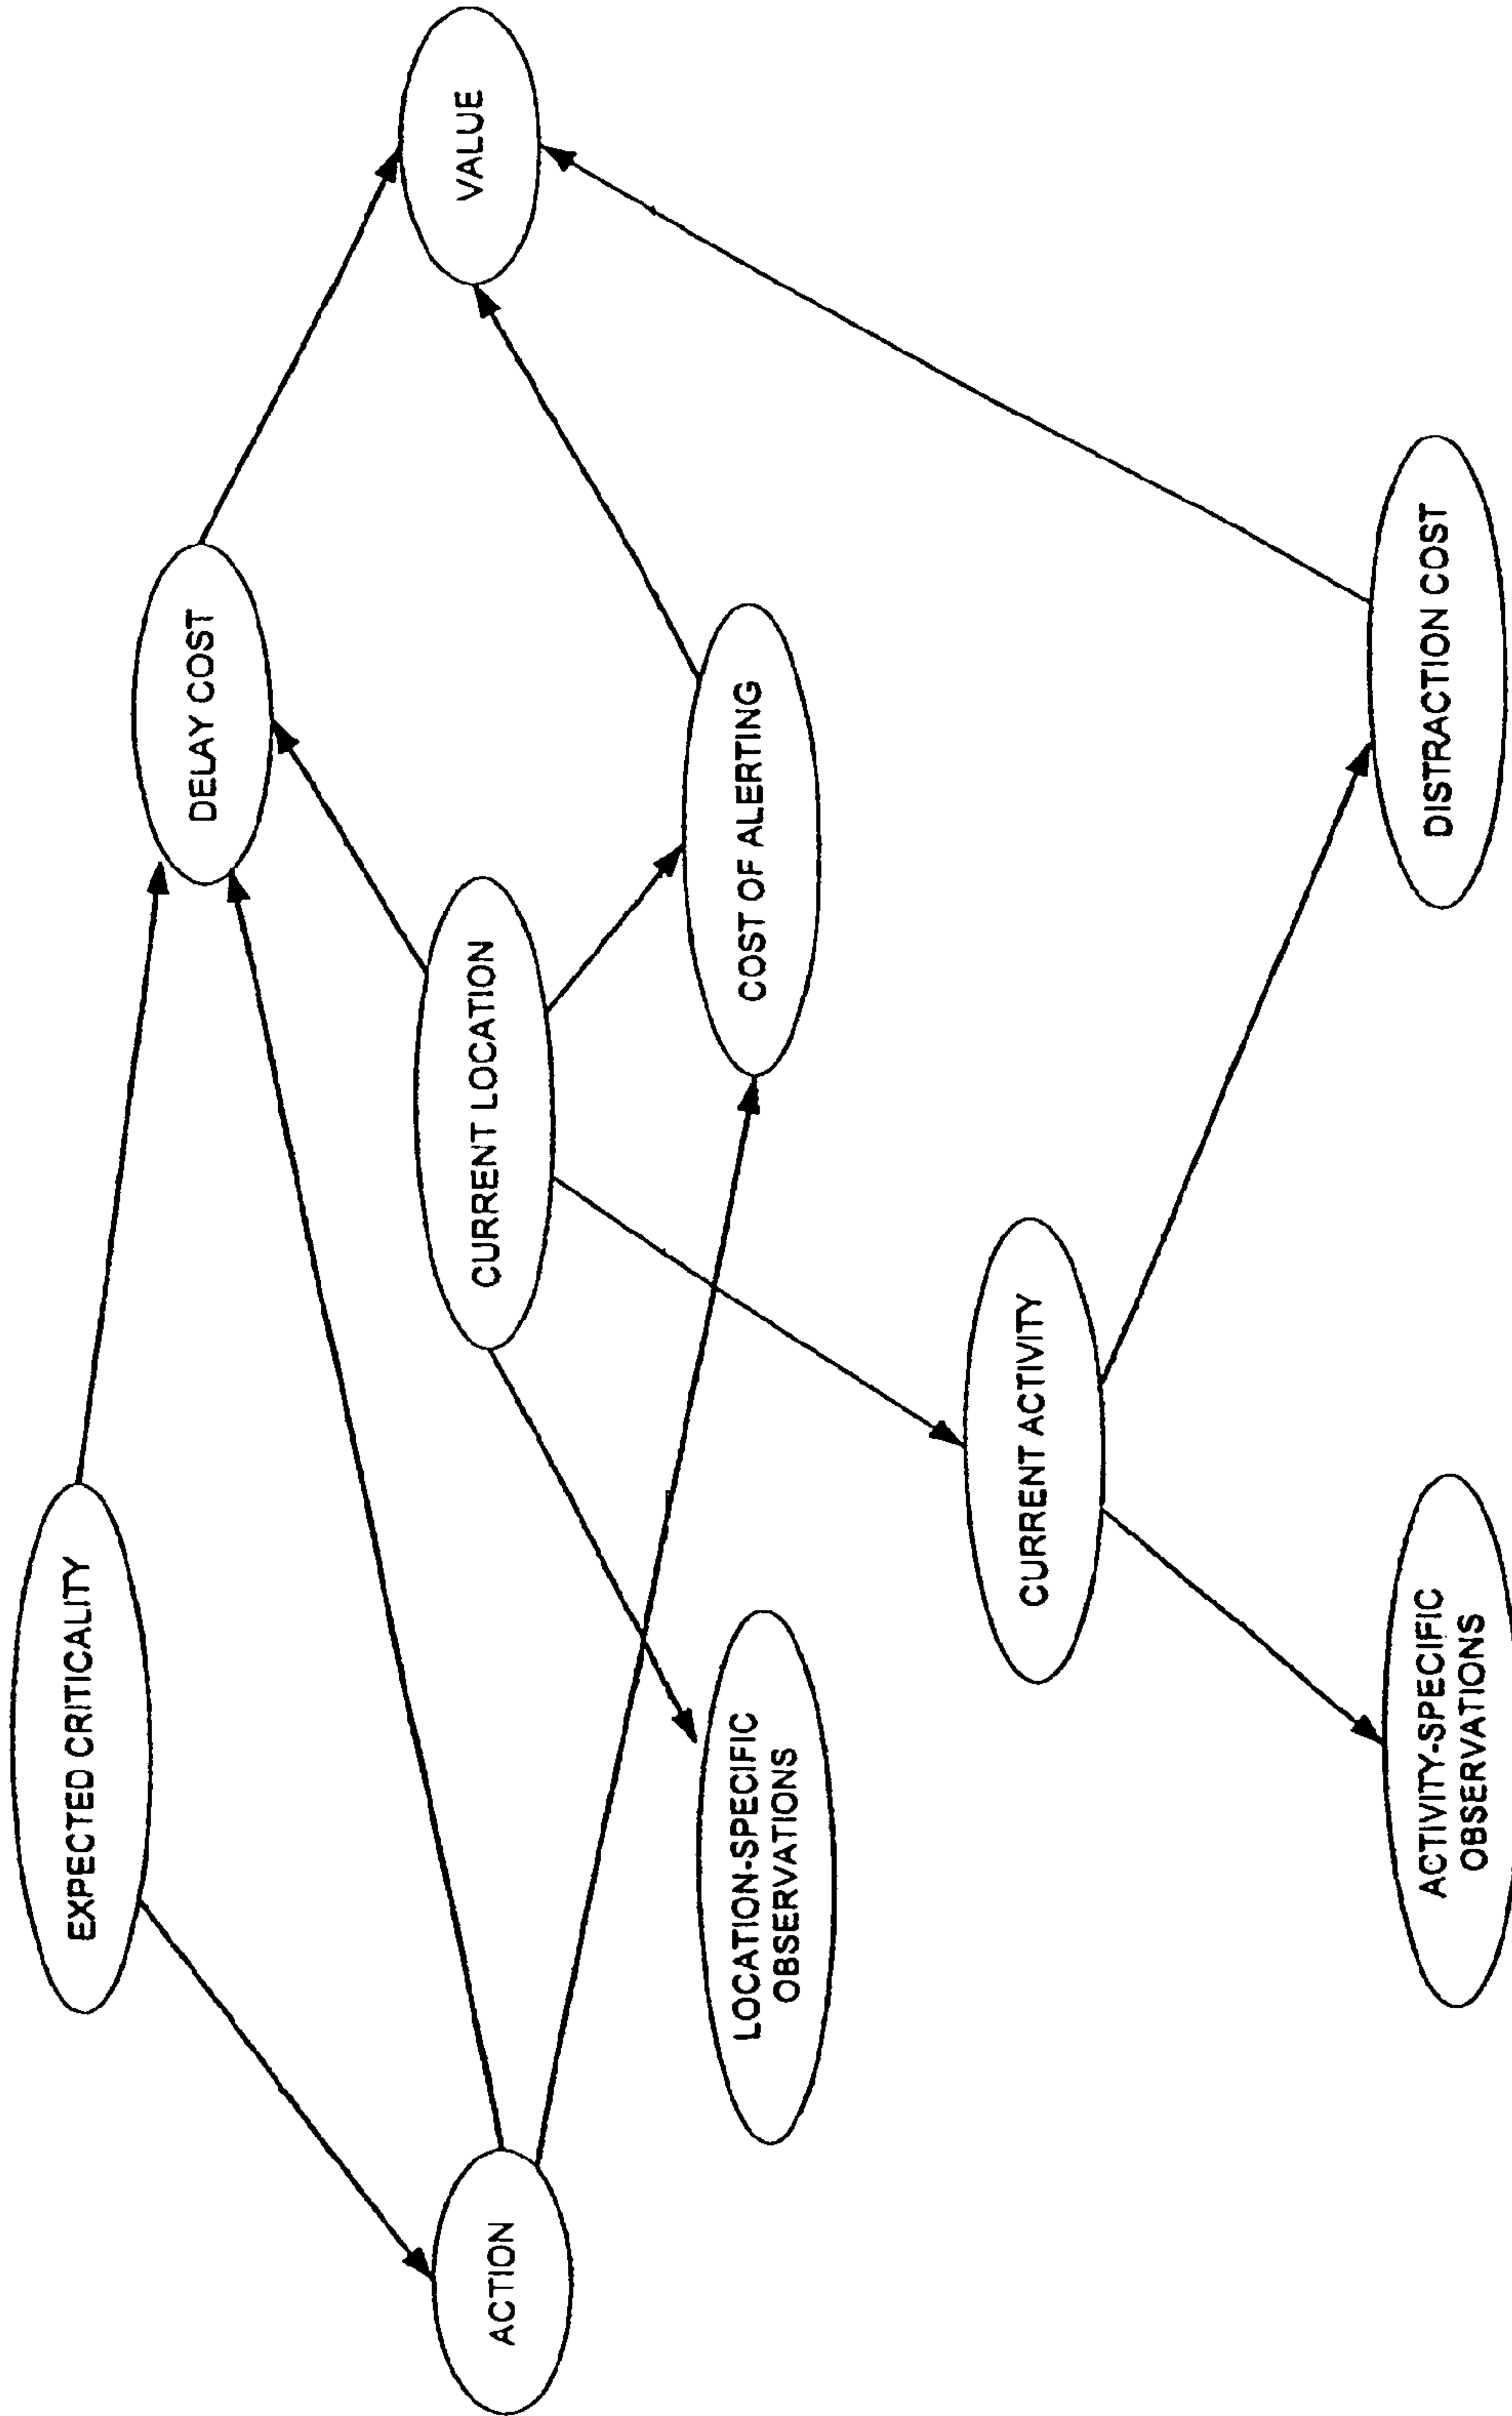 EXPECTED CRITICALITY
DELAY COST
ACTION
CURRENT LOCATION
VALUE
LOCATION-SPECIFIC
OBSERVATIONS
COST OF ALERTING
CURRENT ACTIVITY
ACTIVITY-SPECIFIC
OBSERVATIONS
DISTRACTION COST